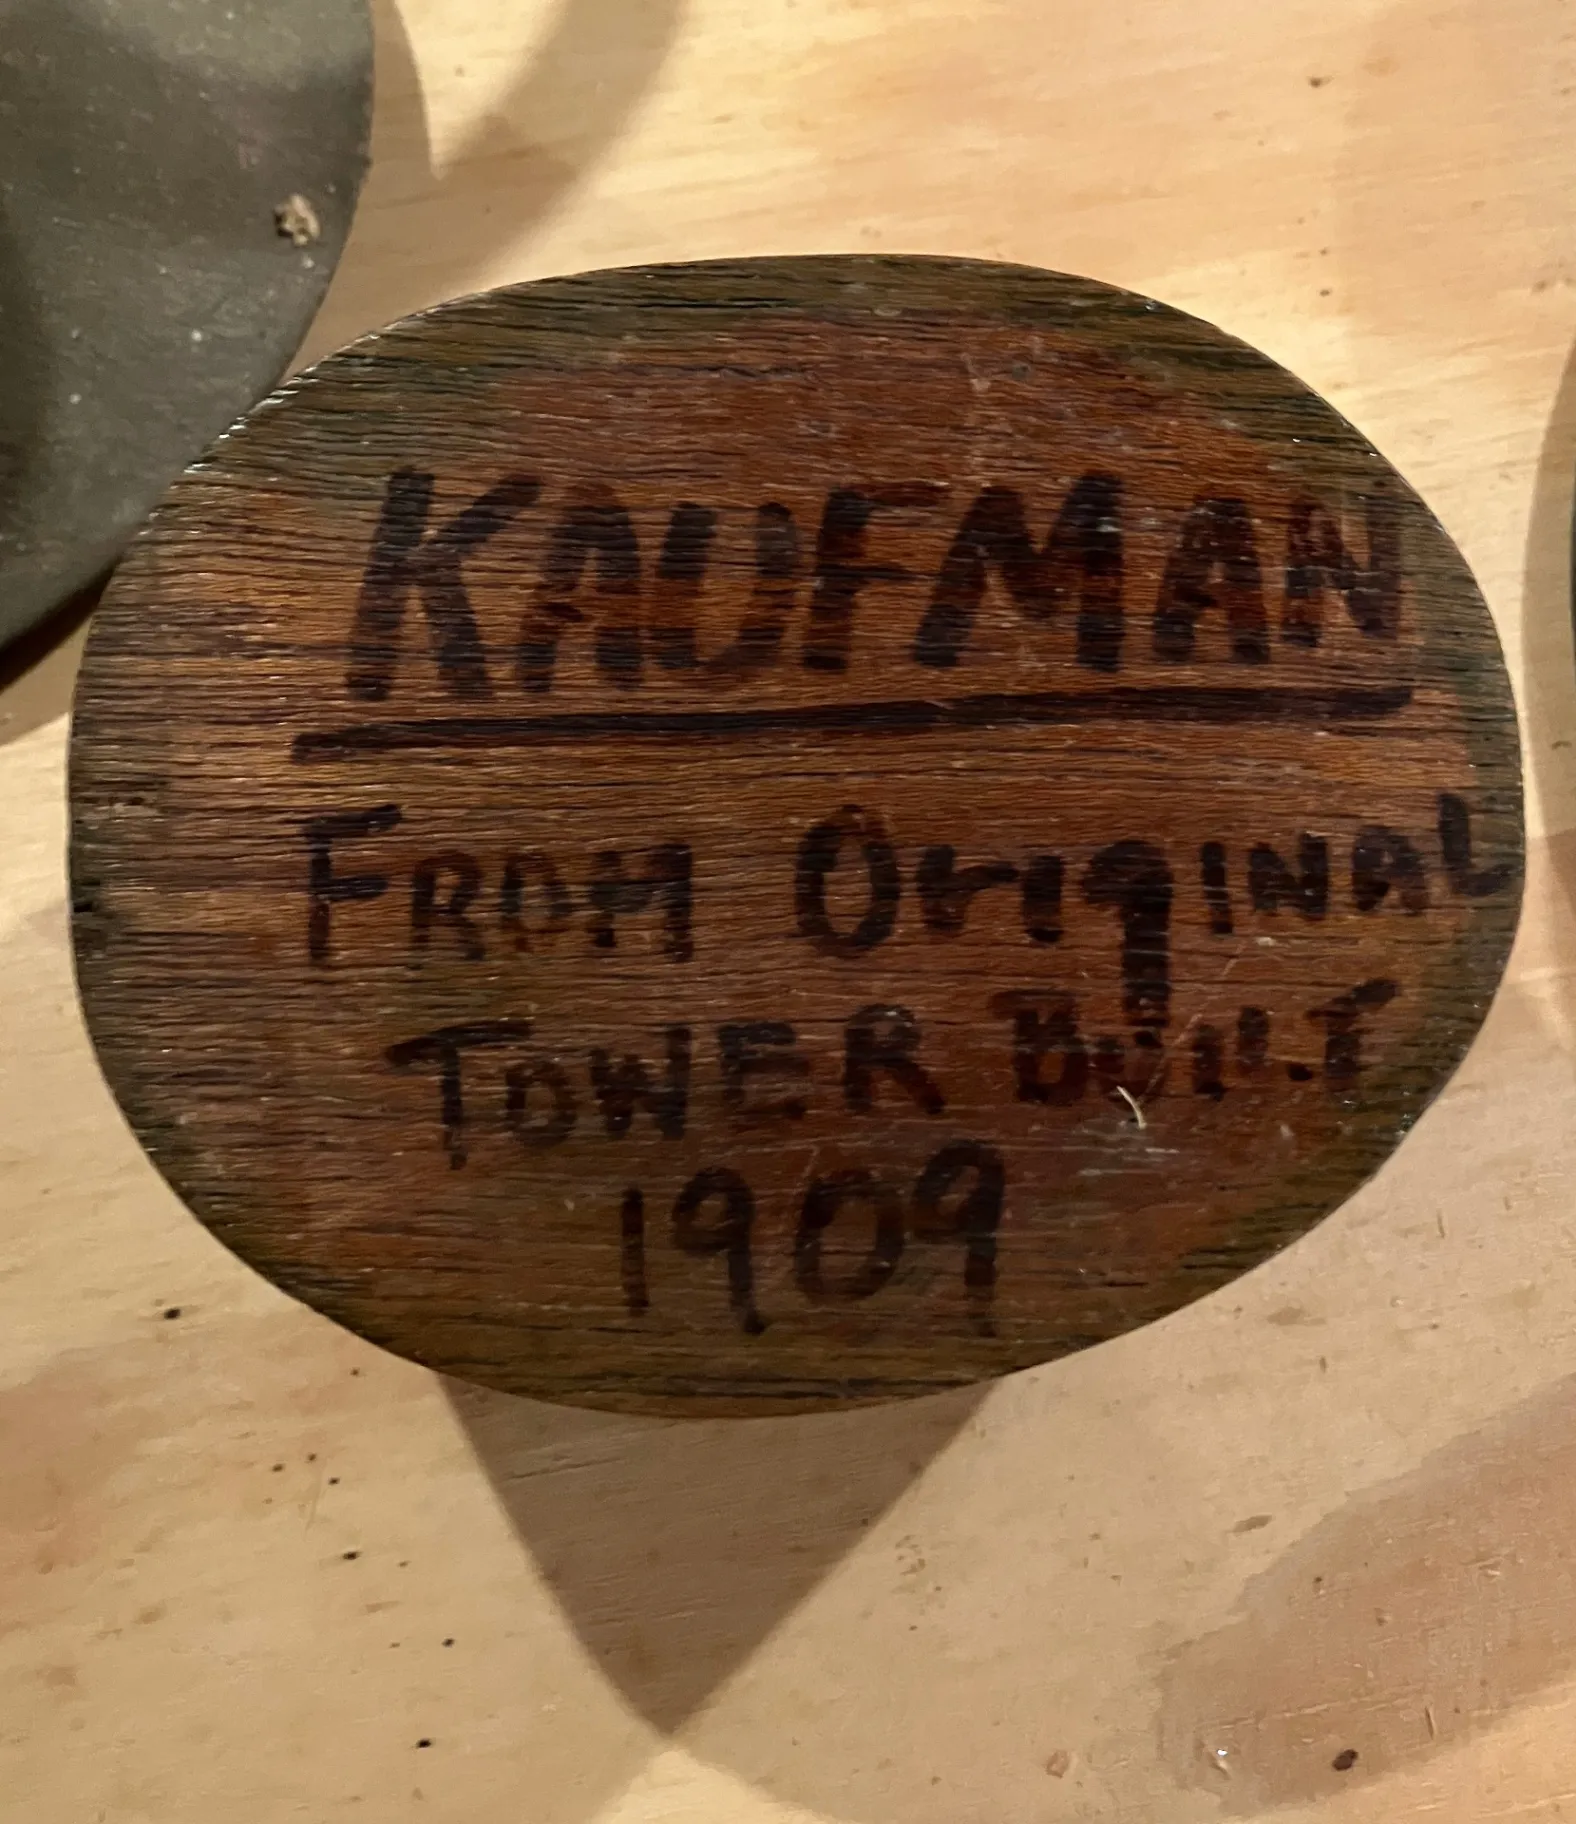 KAUFMAN
FROM OrIgINAL
TOWER BUILT
1909